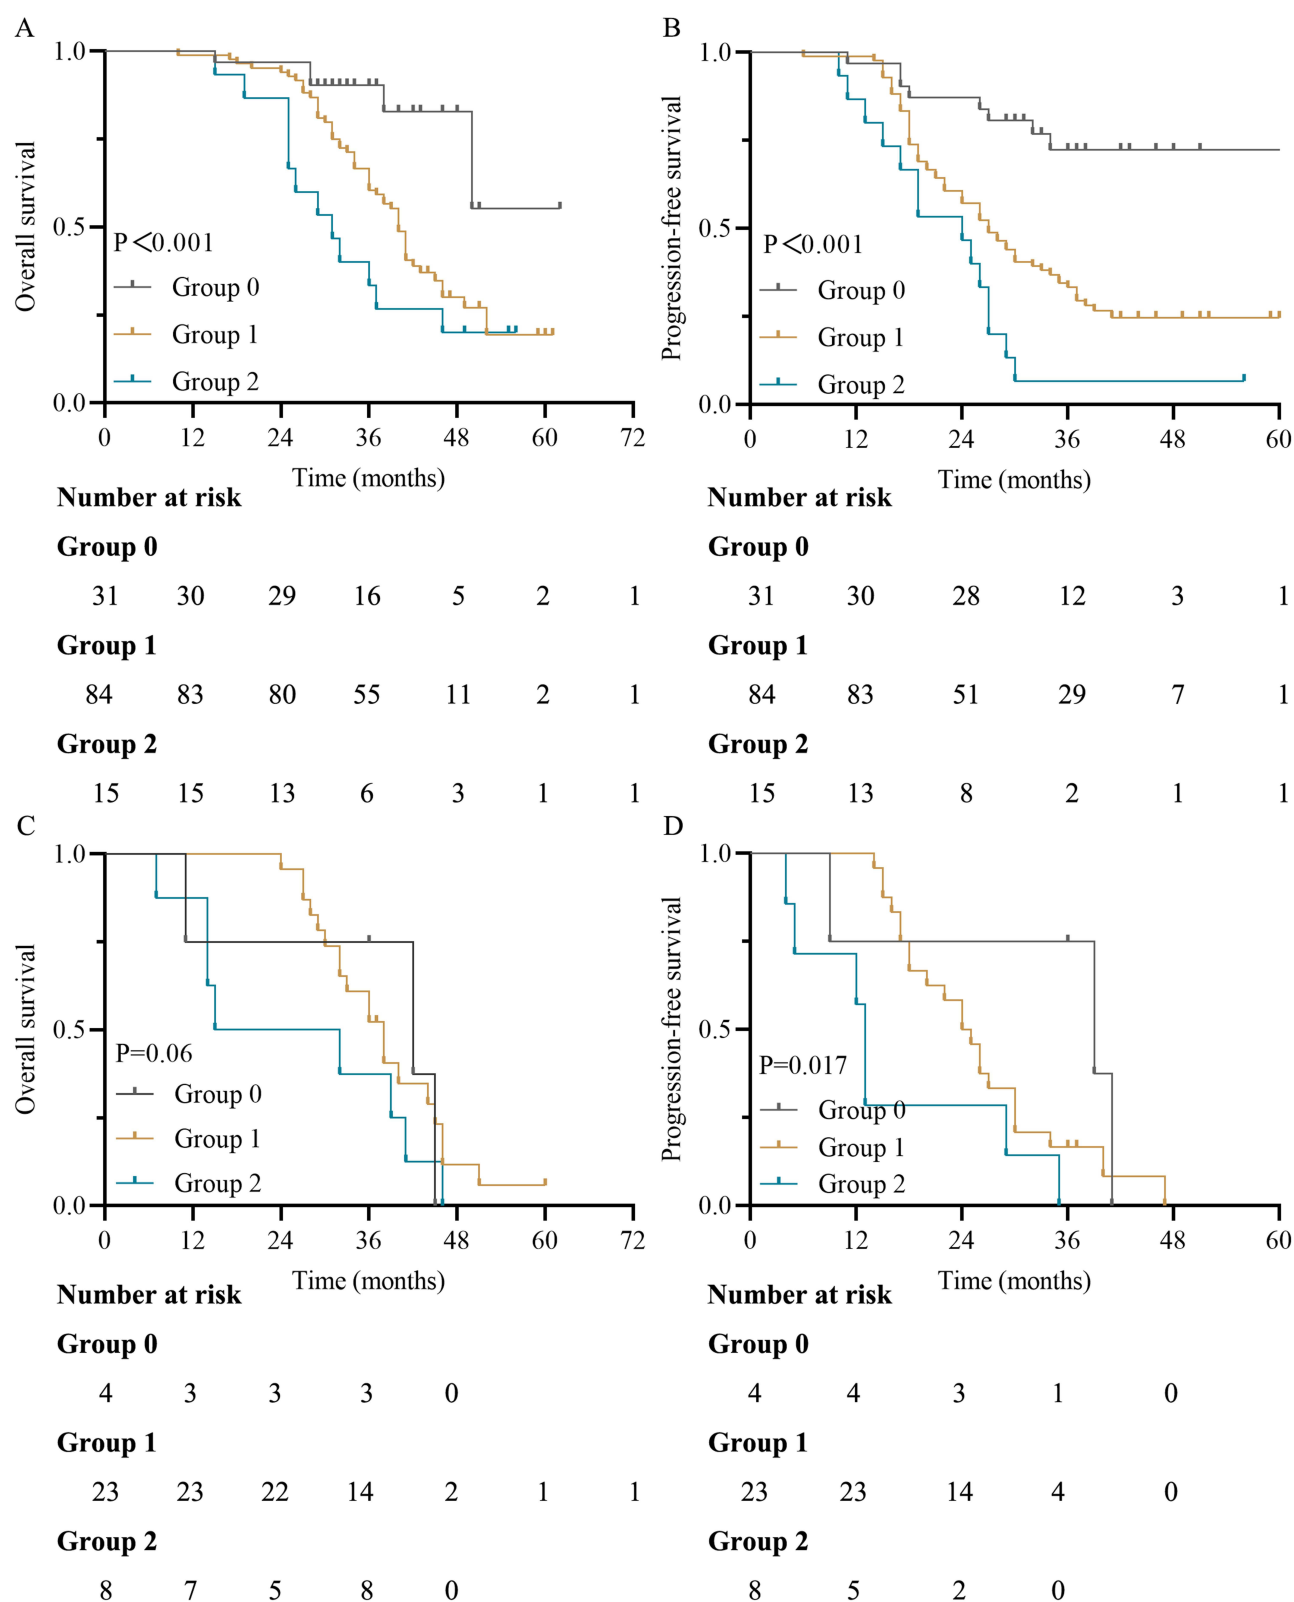 A
Overall survival
1.0
0.5
0.0
P<0.001
Group 0
Group 1
Group 2
0 12 24 36 48 60 72
Time (months)
Number at risk
Group 0
31 30 29 16 5 2 1
Group 1
84 83 80 55 11 2 1
Group 2
15 15 13 6 3 1 1
B
Progression-free survival
1.0
0.5
0.0
P<0.001
Group 0
Group 1
Group 2
0 12 24 36 48 60
Time (months)
Number at risk
Group 0
31 30 28 12 3 1
Group 1
84 83 51 29 7 1
Group 2
15 13 8 2 1 1
C
Overall survival
1.0
0.5
0.0
P=0.06
Group 0
Group 1
Group 2
0 12 24 36 48 60 72
Time (months)
Number at risk
Group 0
4 3 3 3 0
Group 1
23 23 22 14 2 1 1
Group 2
8 7 5 8 0
D
Progression-free survival
1.0
0.5
0.0
P=0.017
Group 0
Group 1
Group 2
0 12 24 36 48 60
Time (months)
Number at risk
Group 0
4 4 3 1 0
Group 1
23 23 14 4 0
Group 2
8 5 2 0